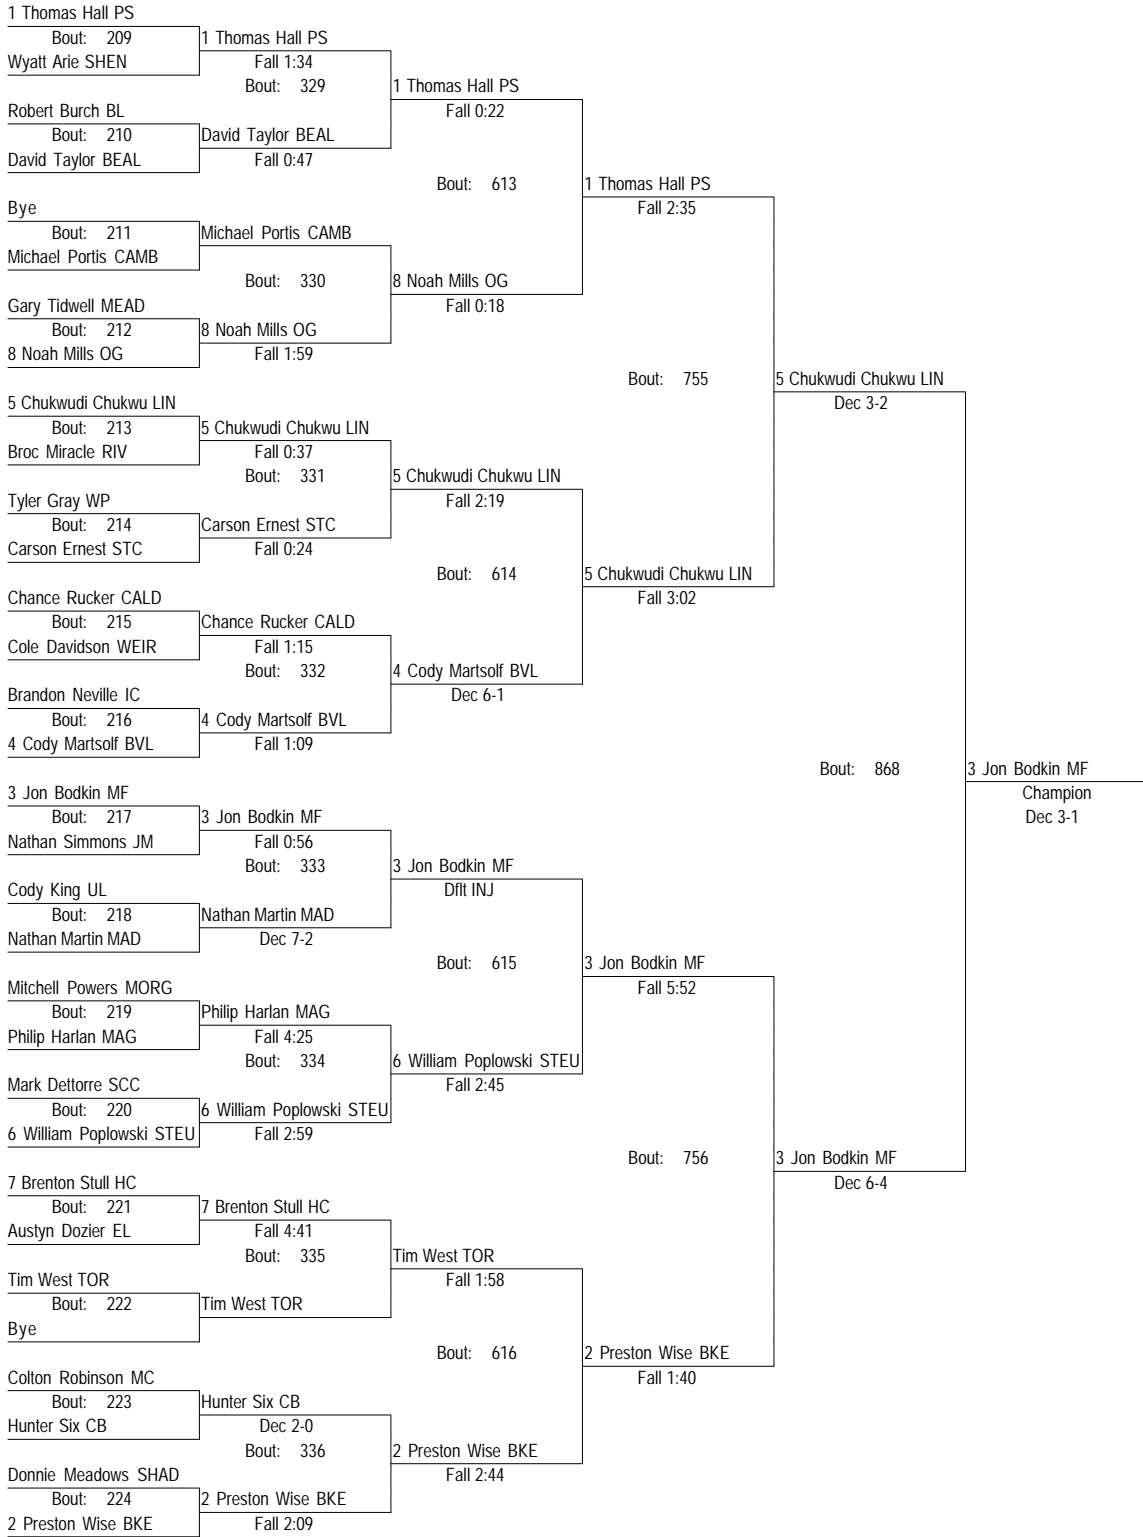 1 Thomas Hall PS
Bout: 209
1 Thomas Hall PS
Wyatt Arie SHEN
Fall 1:34
Bout: 329
1 Thomas Hall PS
Robert Burch BL
Fall 0:22
Bout: 210
David Taylor BEAL
David Taylor BEAL
Fall 0:47
Bout: 613
1 Thomas Hall PS
Bye
Fall 2:35
Bout: 211
Michael Portis CAMB
Michael Portis CAMB
Bout: 330
8 Noah Mills OG
Gary Tidwell MEAD
Fall 0:18
Bout: 212
8 Noah Mills OG
8 Noah Mills OG
Fall 1:59
Bout: 755
5 Chukwudi Chukwu LIN
5 Chukwudi Chukwu LIN
Dec 3-2
Bout: 213
5 Chukwudi Chukwu LIN
Broc Miracle RIV
Fall 0:37
Bout: 331
5 Chukwudi Chukwu LIN
Tyler Gray WP
Fall 2:19
Bout: 214
Carson Ernest STC
Carson Ernest STC
Fall 0:24
Bout: 614
5 Chukwudi Chukwu LIN
Chance Rucker CALD
Fall 3:02
Bout: 215
Chance Rucker CALD
Cole Davidson WEIR
Fall 1:15
Bout: 332
4 Cody Martsolf BVL
Brandon Neville IC
Dec 6-1
Bout: 216
4 Cody Martsolf BVL
4 Cody Martsolf BVL
Fall 1:09
Bout: 868
3 Jon Bodkin MF
3 Jon Bodkin MF
Champion
Bout: 217
3 Jon Bodkin MF
Dec 3-1
Nathan Simmons JM
Fall 0:56
Bout: 333
3 Jon Bodkin MF
Cody King UL
Dflt INJ
Bout: 218
Nathan Martin MAD
Nathan Martin MAD
Dec 7-2
Bout: 615
3 Jon Bodkin MF
Mitchell Powers MORG
Fall 5:52
Bout: 219
Philip Harlan MAG
Philip Harlan MAG
Fall 4:25
Bout: 334
6 William Poplowski STEU
Mark Dettorre SCC
Fall 2:45
Bout: 220
6 William Poplowski STEU
6 William Poplowski STEU
Fall 2:59
Bout: 756
3 Jon Bodkin MF
7 Brenton Stull HC
Dec 6-4
Bout: 221
7 Brenton Stull HC
Austyn Dozier EL
Fall 4:41
Bout: 335
Tim West TOR
Tim West TOR
Fall 1:58
Bout: 222
Tim West TOR
Bye
Bout: 616
2 Preston Wise BKE
Colton Robinson MC
Fall 1:40
Bout: 223
Hunter Six CB
Hunter Six CB
Dec 2-0
Bout: 336
2 Preston Wise BKE
Donnie Meadows SHAD
Fall 2:44
Bout: 224
2 Preston Wise BKE
2 Preston Wise BKE
Fall 2:09